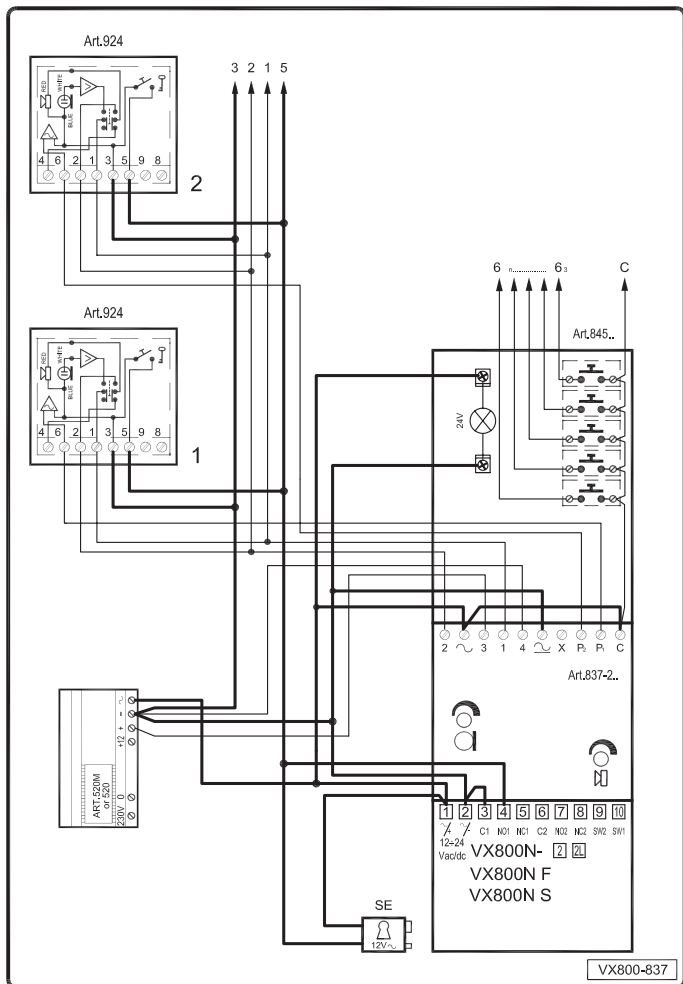 Art.924
3 2 1 5
RED
WHITE
BLUE
4 6 2 1 3 5 9 8
2
6 n............. 6 3 C
Art.924
Art.845..
RED
WHITE
BLUE
24V
4 6 2 1 3 5 9 8
1
2 3 1 4 X P2 P1 C
Art.837-2..
+12 + –
ART.520M
or 520
230V 0
1 2 3 4 5 6 7 8 9 10
C1 NO1 NC1 C2 NO2 NC2 SW2 SW1
12÷24
Vac/dc
VX800N- 2 2L
VX800N F
VX800N S
SE
12V~
VX800-837